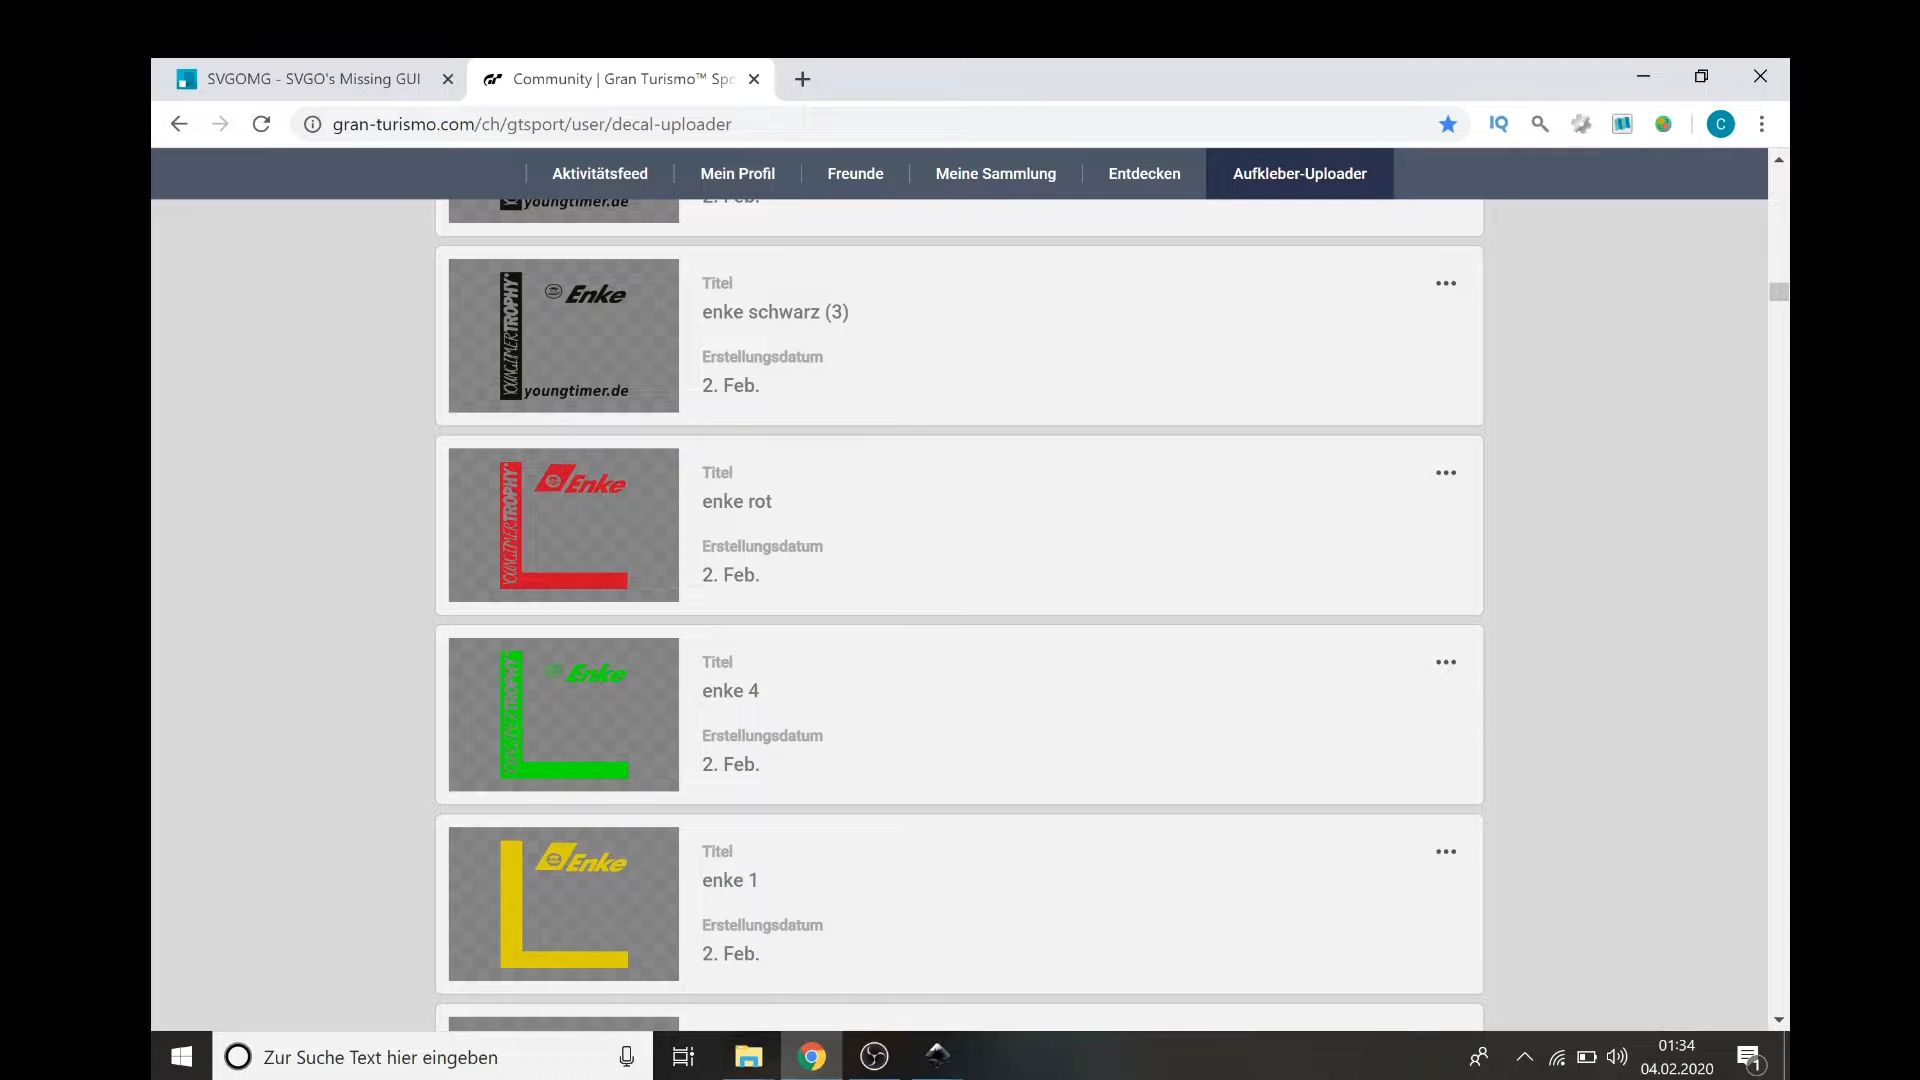 SVGOMG - SVGO's Missing GUI
Community | Gran Turismo™ Spo
gran-turismo.com/ch/gtsport/user/decal-uploader
IQ
C
Aktivitätsfeed
Mein Profil
Freunde
Meine Sammlung
Entdecken
Aufkleber-Uploader
youngtimer.de
2. Feb.
YOUNGTIMERTROPHY
Enke
youngtimer.de
Titel
enke schwarz (3)
Erstellungsdatum
2. Feb.
YOUNGTIMERTROPHY
Enke
Titel
enke rot
Erstellungsdatum
2. Feb.
YOUNGTIMERTROPHY
Enke
Titel
enke 4
Erstellungsdatum
2. Feb.
Enke
Titel
enke 1
Erstellungsdatum
2. Feb.
Zur Suche Text hier eingeben
01:34
04.02.2020
1